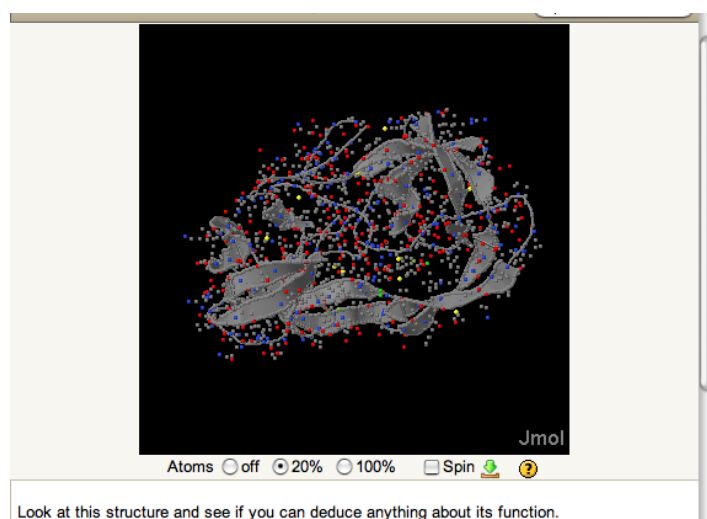 Jmol
Atoms off 20% 100% Spin ?
Look at this structure and see if you can deduce anything about its function.